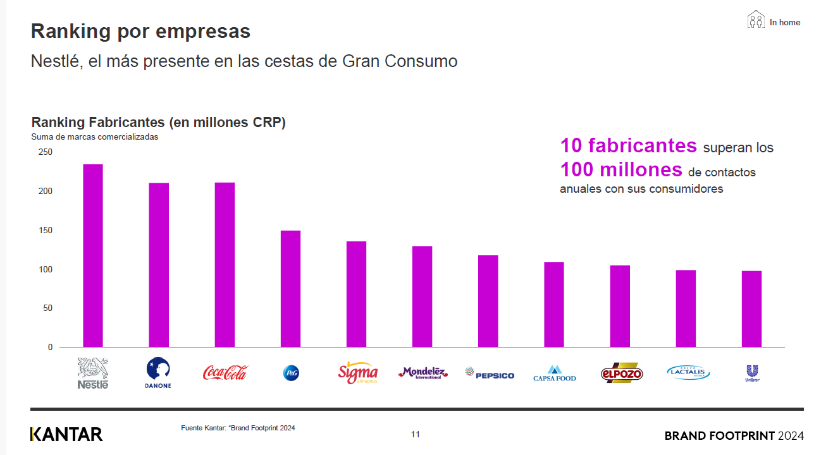 Ranking por empresas
In home
Nestlé, el más presente en las cestas de Gran Consumo
Ranking Fabricantes (en millones CRP)
Suma de marcas comercializadas
10 fabricantes superan los
100 millones de contactos
anuales con sus consumidores
250
200
150
100
50
0
Nestlé
DANONE
Coca-Cola
P&G
Sigma
Mondelēz
International
PEPSICO
CAPSA FOOD
ELPOZO
LACTALIS
Unilever
KANTAR
Fuente Kantar: "Brand Footprint 2024
11
BRAND FOOTPRINT 2024